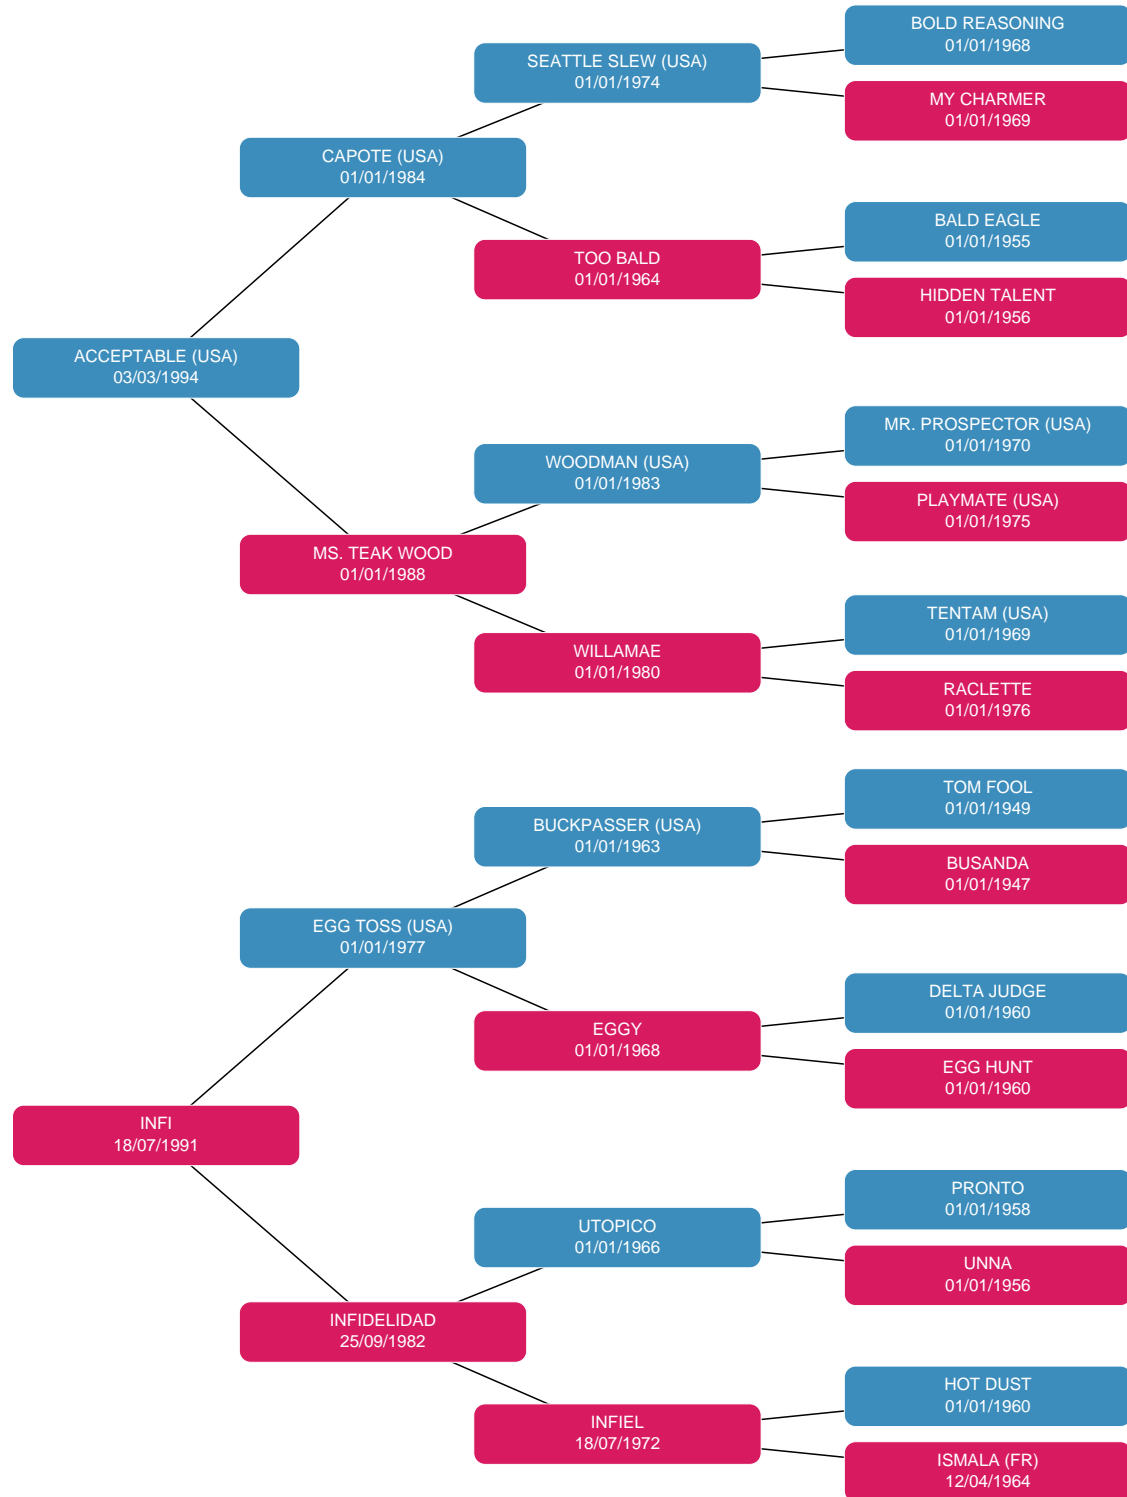 BOLD REASONING
01/01/1968
SEATTLE SLEW (USA)
01/01/1974
MY CHARMER
01/01/1969
CAPOTE (USA)
01/01/1984
BALD EAGLE
01/01/1955
TOO BALD
01/01/1964
HIDDEN TALENT
01/01/1956
ACCEPTABLE (USA)
03/03/1994
MR. PROSPECTOR (USA)
01/01/1970
WOODMAN (USA)
01/01/1983
PLAYMATE (USA)
01/01/1975
MS. TEAK WOOD
01/01/1988
TENTAM (USA)
01/01/1969
WILLAMAE
01/01/1980
RACLETTE
01/01/1976
TOM FOOL
01/01/1949
BUCKPASSER (USA)
01/01/1963
BUSANDA
01/01/1947
EGG TOSS (USA)
01/01/1977
DELTA JUDGE
01/01/1960
EGGY
01/01/1968
EGG HUNT
01/01/1960
INFI
18/07/1991
PRONTO
01/01/1958
UTOPICO
01/01/1966
UNNA
01/01/1956
INFIDELIDAD
25/09/1982
HOT DUST
01/01/1960
INFIEL
18/07/1972
ISMALA (FR)
12/04/1964